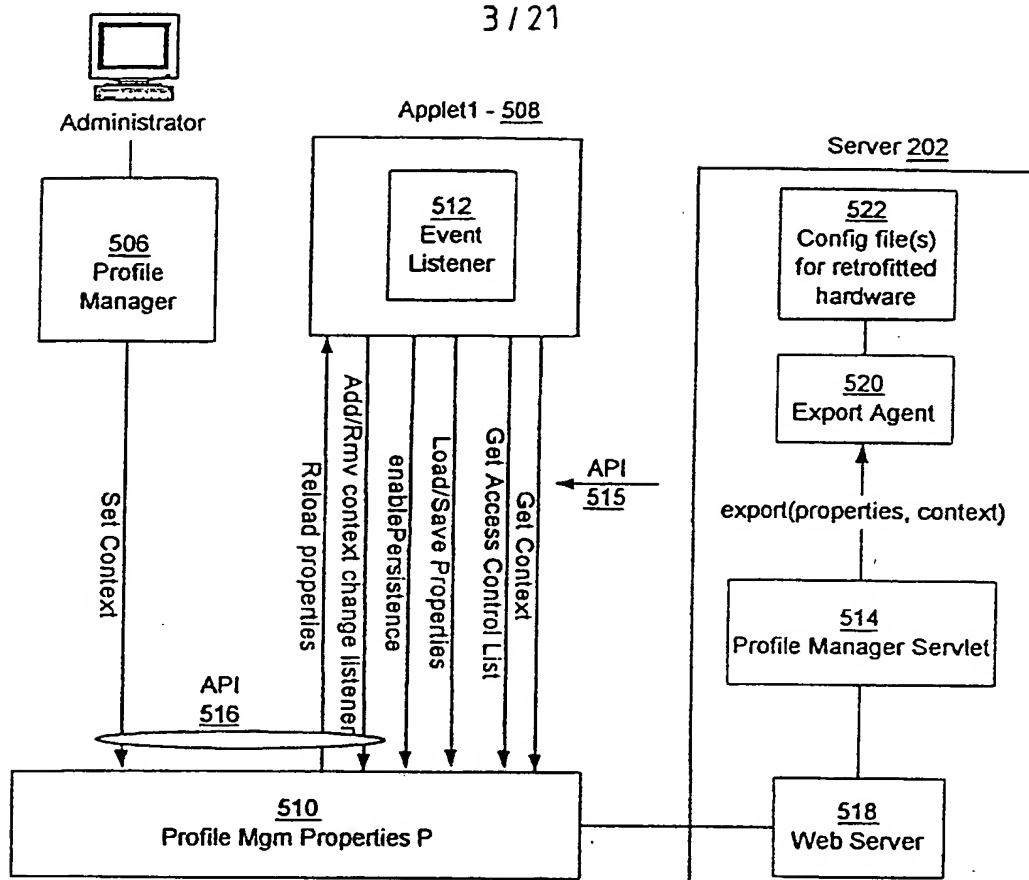 3 / 21
Administrator
506
Profile
Manager
Applet1 - 508
512
Event
Listener
Server 202
522
Config file(s)
for retrofitted
hardware
520
Export Agent
export(properties, context)
514
Profile Manager Servlet
518
Web Server
Set Context
Reload properties
Add/Rmv context change listener
enablePersistence
Load/Save Properties
Get Access Control List
Get Context
API
515
API
516
510
Profile Mgm Properties P